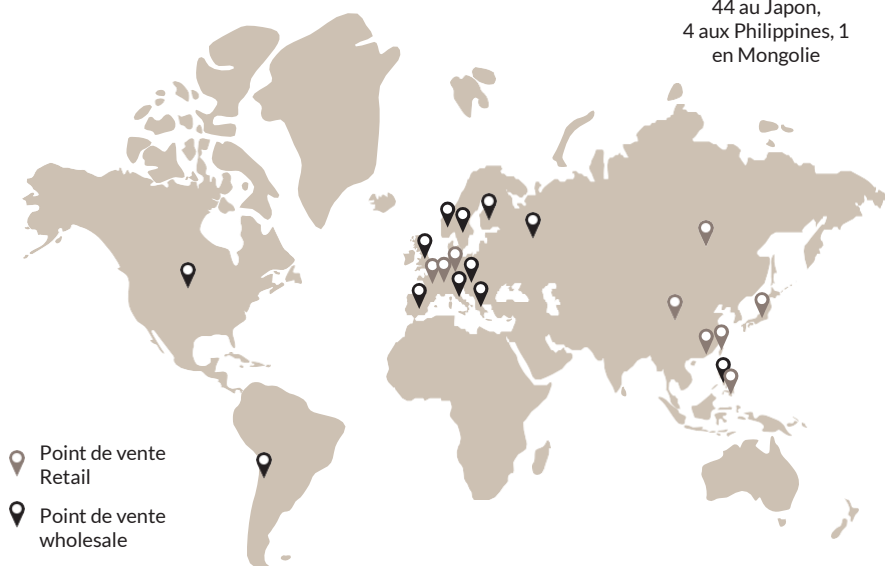 44 au Japon,
4 aux Philippines, 1
en Mongolie
Point de vente
Retail
Point de vente
wholesale